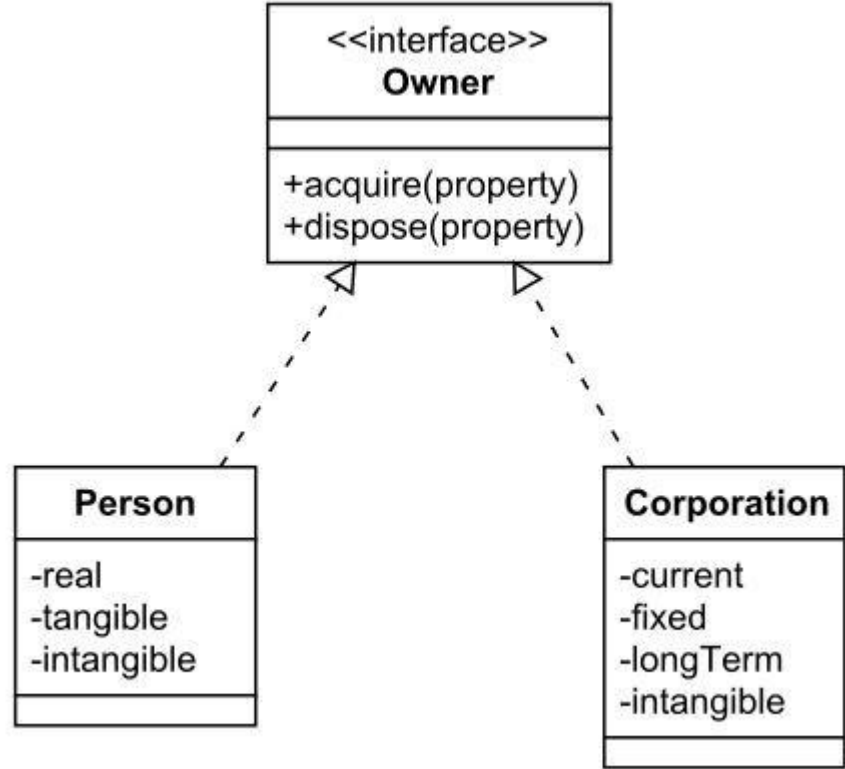 <<interface>>
Owner
+acquire(property)
+dispose(property)
Person
-real
-tangible
-intangible
Corporation
-current
-fixed
-longTerm
-intangible